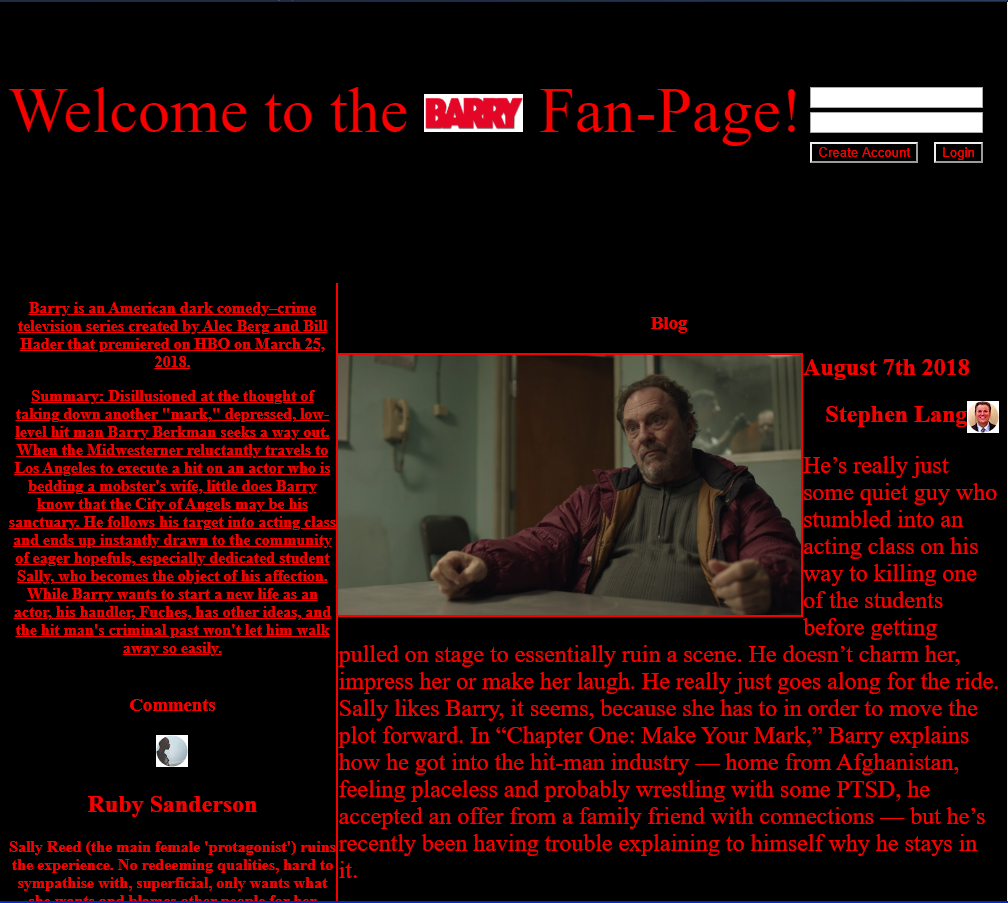 Welcome to the BARRY Fan-Page!
Create Account Login
Barry is an American dark comedy–crime
television series created by Alec Berg and Bill
Hader that premiered on HBO on March 25,
2018.
Summary: Disillusioned at the thought of
taking down another "mark," depressed, low-
level hit man Barry Berkman seeks a way out.
When the Midwesterner reluctantly travels to
Los Angeles to execute a hit on an actor who is
bedding a mobster's wife, little does Barry
know that the City of Angels may be his
sanctuary. He follows his target into acting class
and ends up instantly drawn to the community
of eager hopefuls, especially dedicated student
Sally, who becomes the object of his affection.
While Barry wants to start a new life as an
actor, his handler, Fuches, has other ideas, and
the hit man's criminal past won't let him walk
away so easily.
Comments
Ruby Sanderson
Sally Reed (the main female 'protagonist') ruins
the experience. No redeeming qualities, hard to
sympathise with, superficial, only wants what
she wants and blames other people for her
Blog
August 7th 2018
Stephen Lang
He’s really just
some quiet guy who
stumbled into an
acting class on his
way to killing one
of the students
before getting
pulled on stage to essentially ruin a scene. He doesn’t charm her,
impress her or make her laugh. He really just goes along for the ride.
Sally likes Barry, it seems, because she has to in order to move the
plot forward. In “Chapter One: Make Your Mark,” Barry explains
how he got into the hit-man industry — home from Afghanistan,
feeling placeless and probably wrestling with some PTSD, he
accepted an offer from a family friend with connections — but he’s
recently been having trouble explaining to himself why he stays in
it.